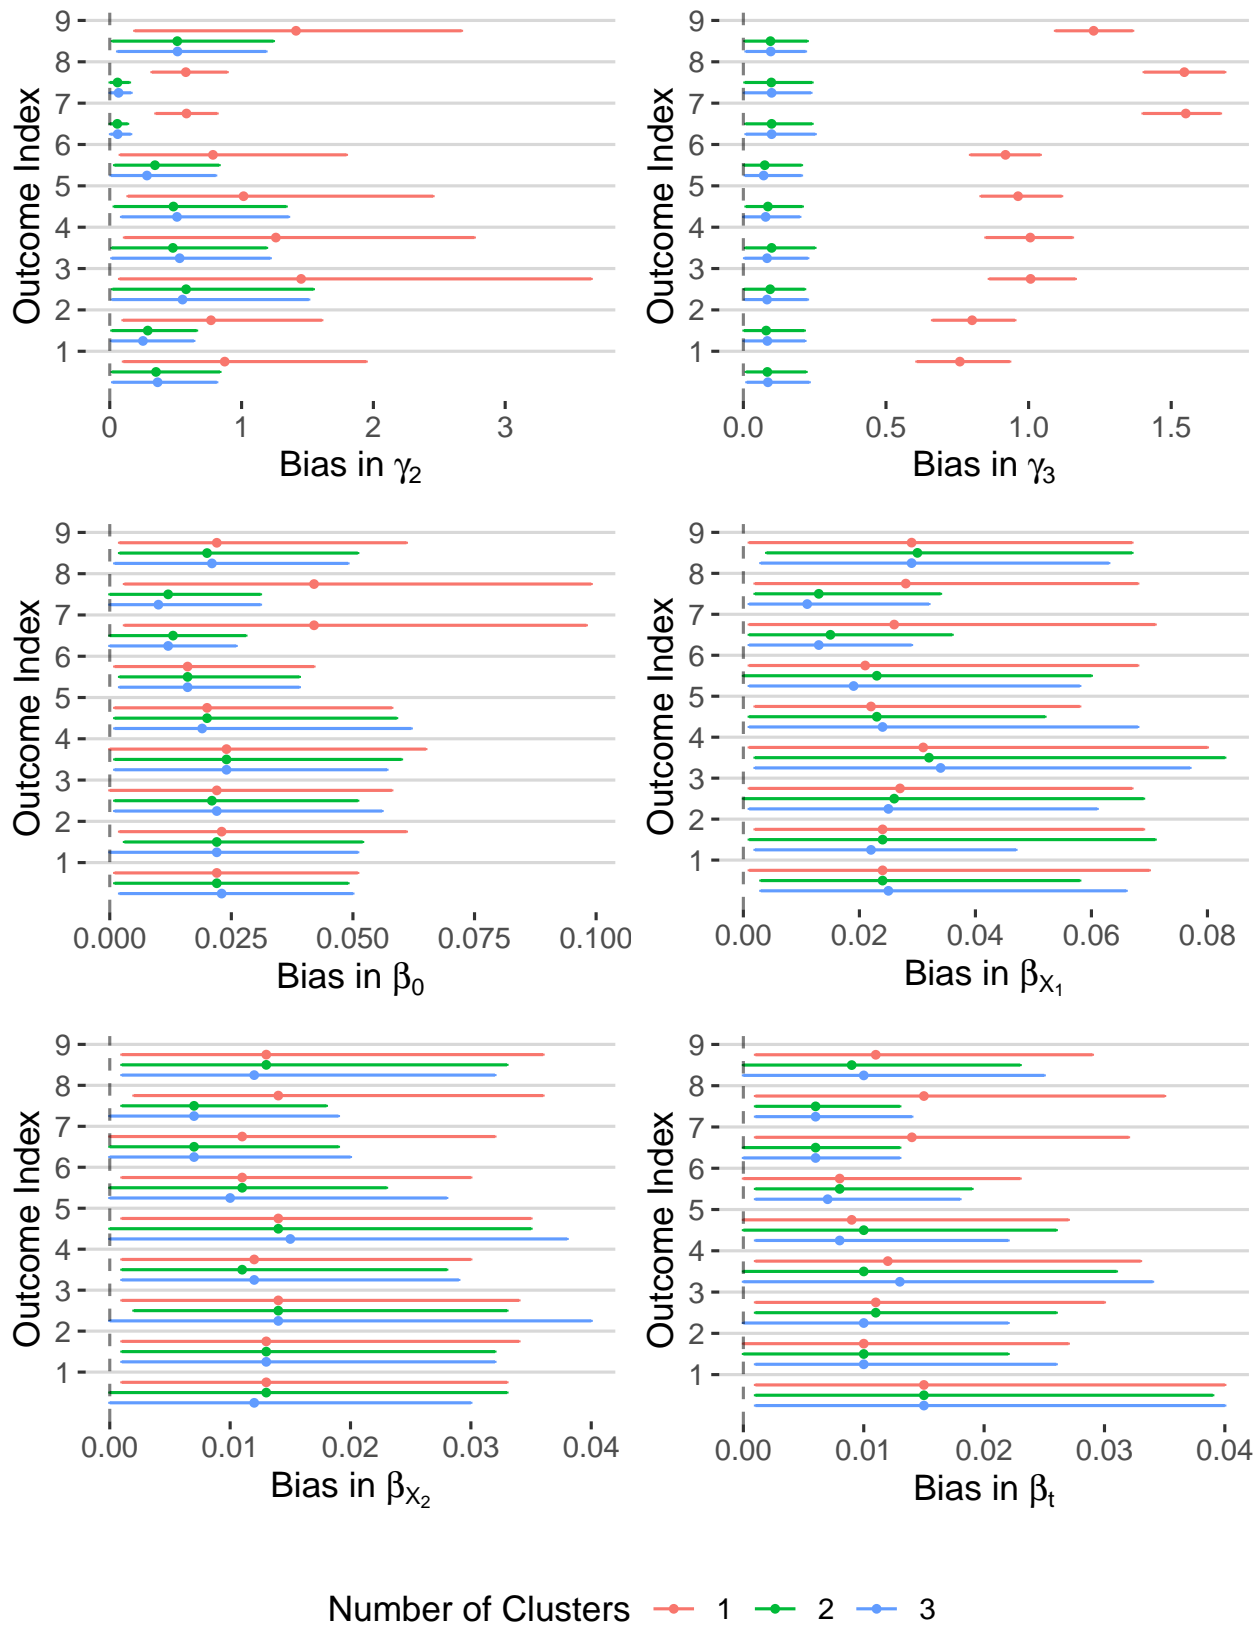 Outcome Index
9
8
7
6
5
4
3
2
1
0 1 2 3
Bias in γ2
Outcome Index
9
8
7
6
5
4
3
2
1
0.0 0.5 1.0 1.5
Bias in γ3
Outcome Index
9
8
7
6
5
4
3
2
1
0.000 0.025 0.050 0.075 0.100
Bias in β0
Outcome Index
9
8
7
6
5
4
3
2
1
0.00 0.02 0.04 0.06 0.08
Bias in βX1
Outcome Index
9
8
7
6
5
4
3
2
1
0.00 0.01 0.02 0.03 0.04
Bias in βX2
Outcome Index
9
8
7
6
5
4
3
2
1
0.00 0.01 0.02 0.03 0.04
Bias in βt
Number of Clusters 1 2 3